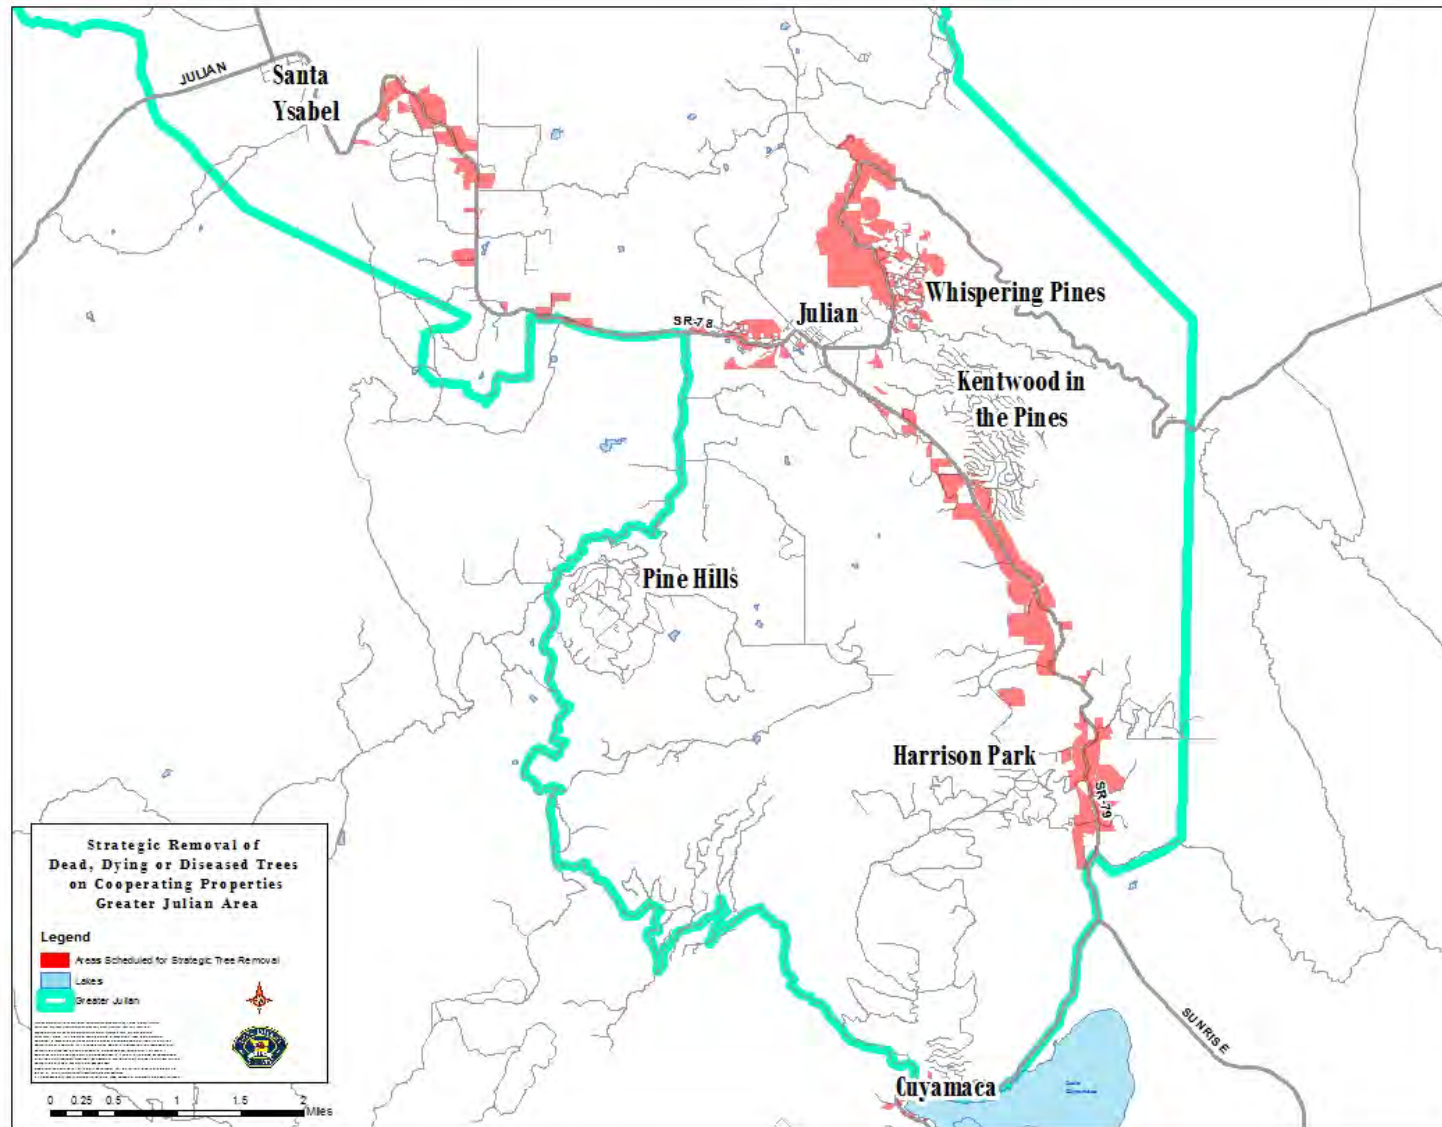 JULIAN
Santa
Ysabel
Whispering Pines
SR-78
Julian
Kentwood in
the Pines
Pine Hills
Harrison Park
SR-79
SUNRISE
Cuyamaca
Strategic Removal of
Dead, Dying or Diseased Trees
on Cooperating Properties
Greater Julian Area
Legend
Areas Scheduled for Strategic Tree Removal
Lakes
Greater Julian
0 0.25 0.5 1 1.5 2
Miles